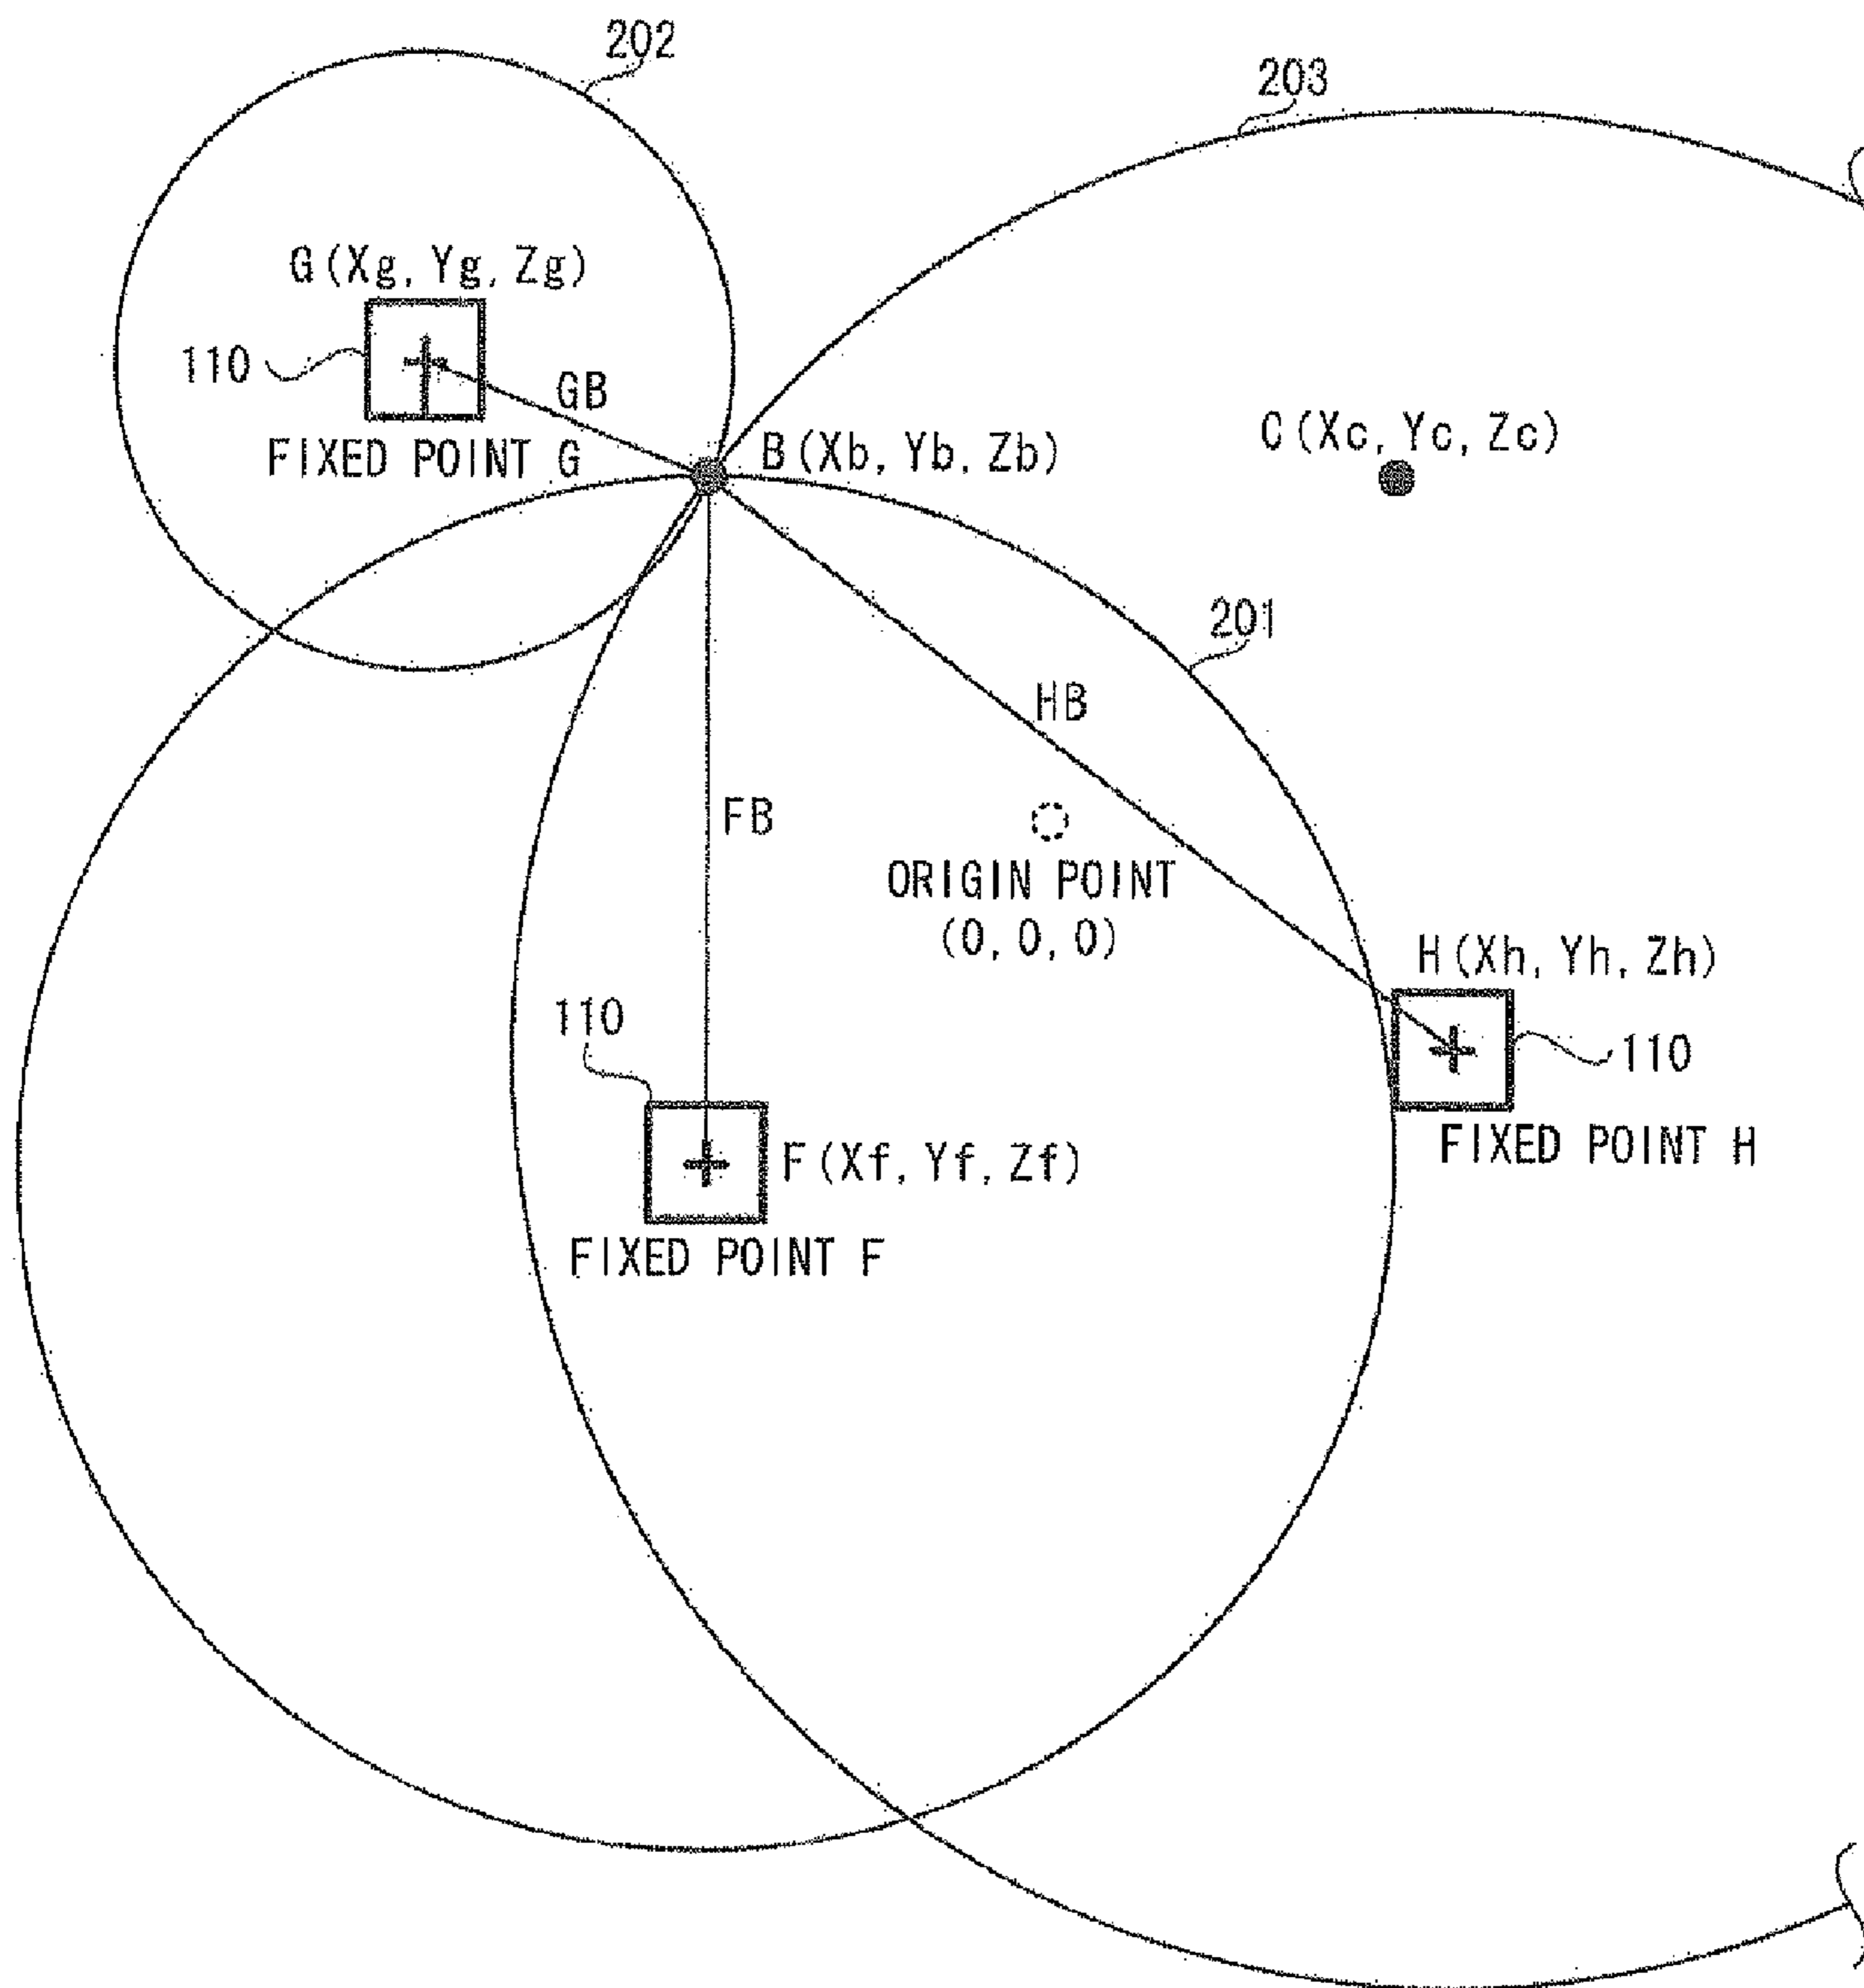 202
203
G(Xg, Yg, Zg)
110
GB
FIXED POINT G
B(Xb, Yb, Zb)
C(Xc, Yc, Zc)
201
HB
FB
ORIGIN POINT
(0, 0, 0)
H(Xh, Yh, Zh)
110
110
F(Xf, Yf, Zf)
FIXED POINT H
FIXED POINT F